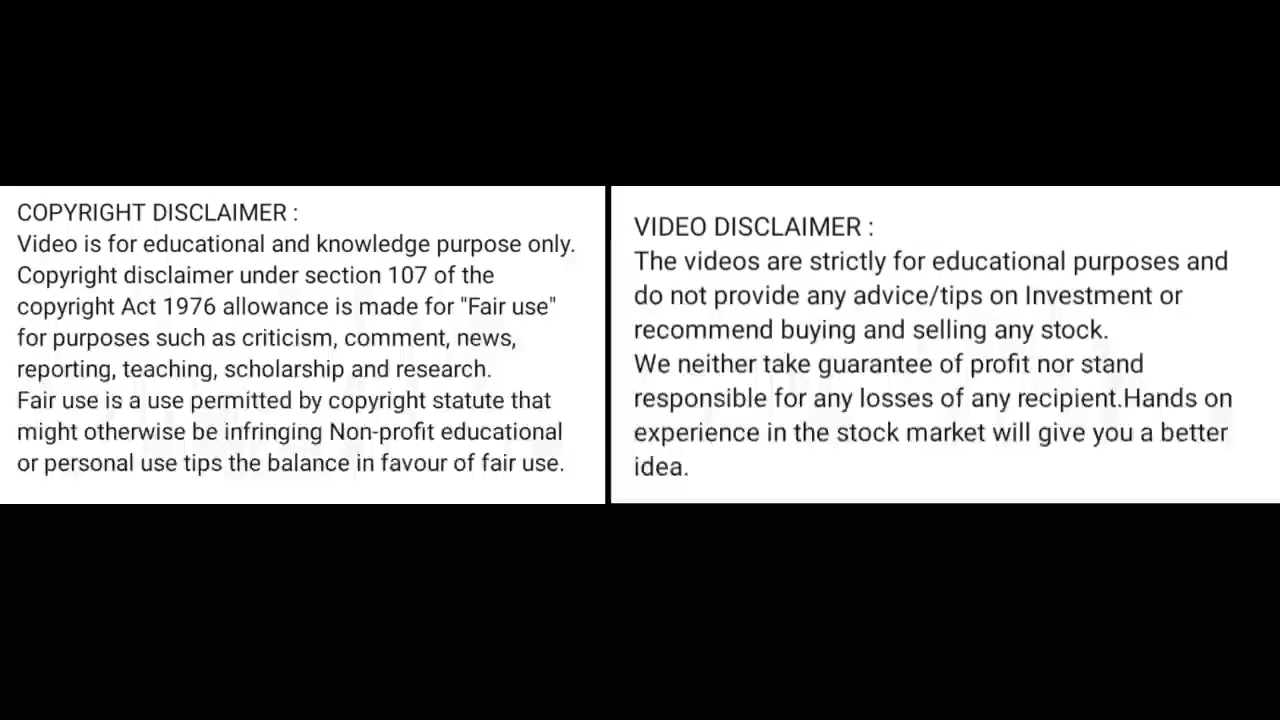 COPYRIGHT DISCLAIMER :
Video is for educational and knowledge purpose only.
Copyright disclaimer under section 107 of the
copyright Act 1976 allowance is made for "Fair use"
for purposes such as criticism, comment, news,
reporting, teaching, scholarship and research.
Fair use is a use permitted by copyright statute that
might otherwise be infringing Non-profit educational
or personal use tips the balance in favour of fair use.
VIDEO DISCLAIMER :
The videos are strictly for educational purposes and
do not provide any advice/tips on Investment or
recommend buying and selling any stock.
We neither take guarantee of profit nor stand
responsible for any losses of any recipient.Hands on
experience in the stock market will give you a better
idea.